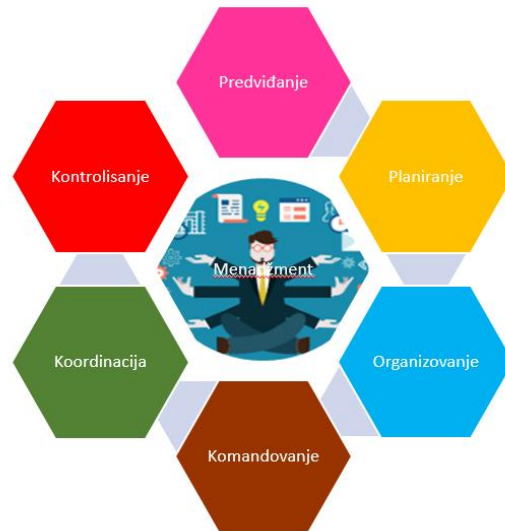 Predviđanje
Planiranje
Organizovanje
Komandovanje
Koordinacija
Kontrolisanje
Menadžment